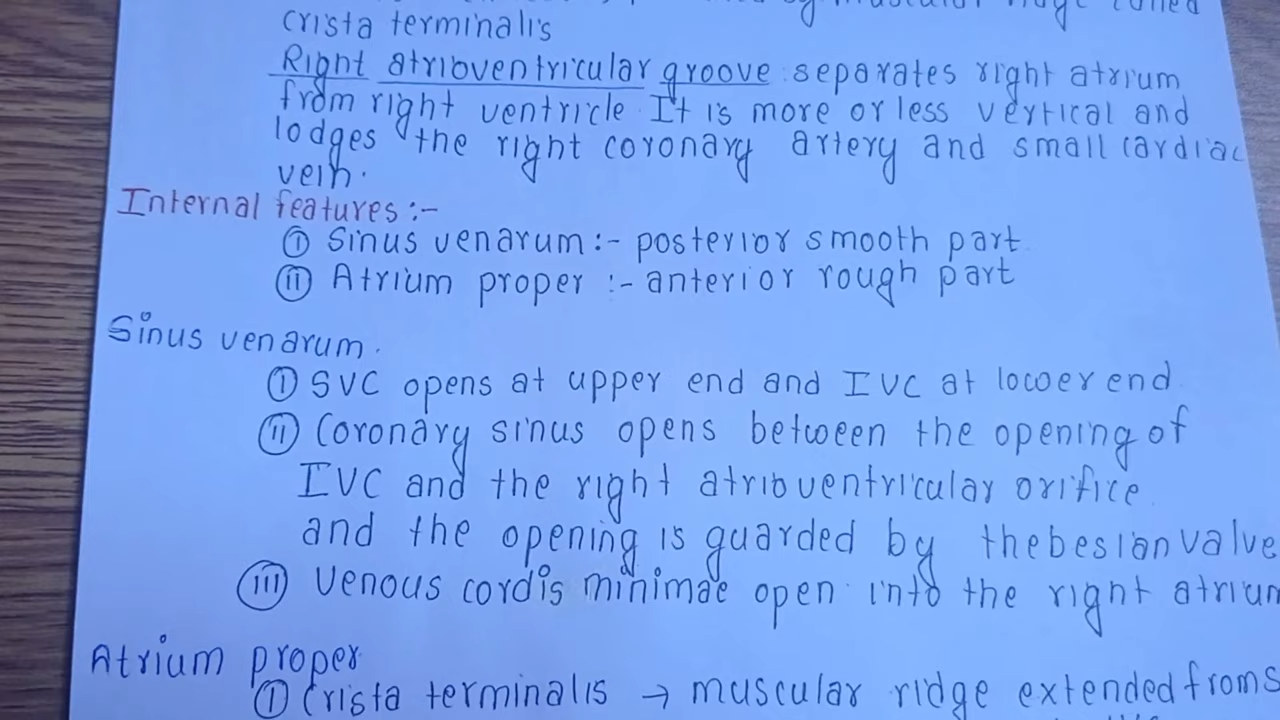 crista terminalis
Right atrioventricular groove : separates right atrium
from right ventricle. It is more or less vertical and
lodges the right coronary artery and small cardiac
vein.
Internal features :-
① Sinus venarum :- posterior smooth part
② Atrium proper :- anterior rough part
Sinus venarum.
① SVC opens at upper end and IVC at lower end
② Coronary sinus opens between the opening of
IVC and the right atrioventricular orifice
and the opening is guarded by thebesian valve
③ Venous cordis minimae open into the right atrium
Atrium proper
① Crista terminalis → muscular ridge extended from